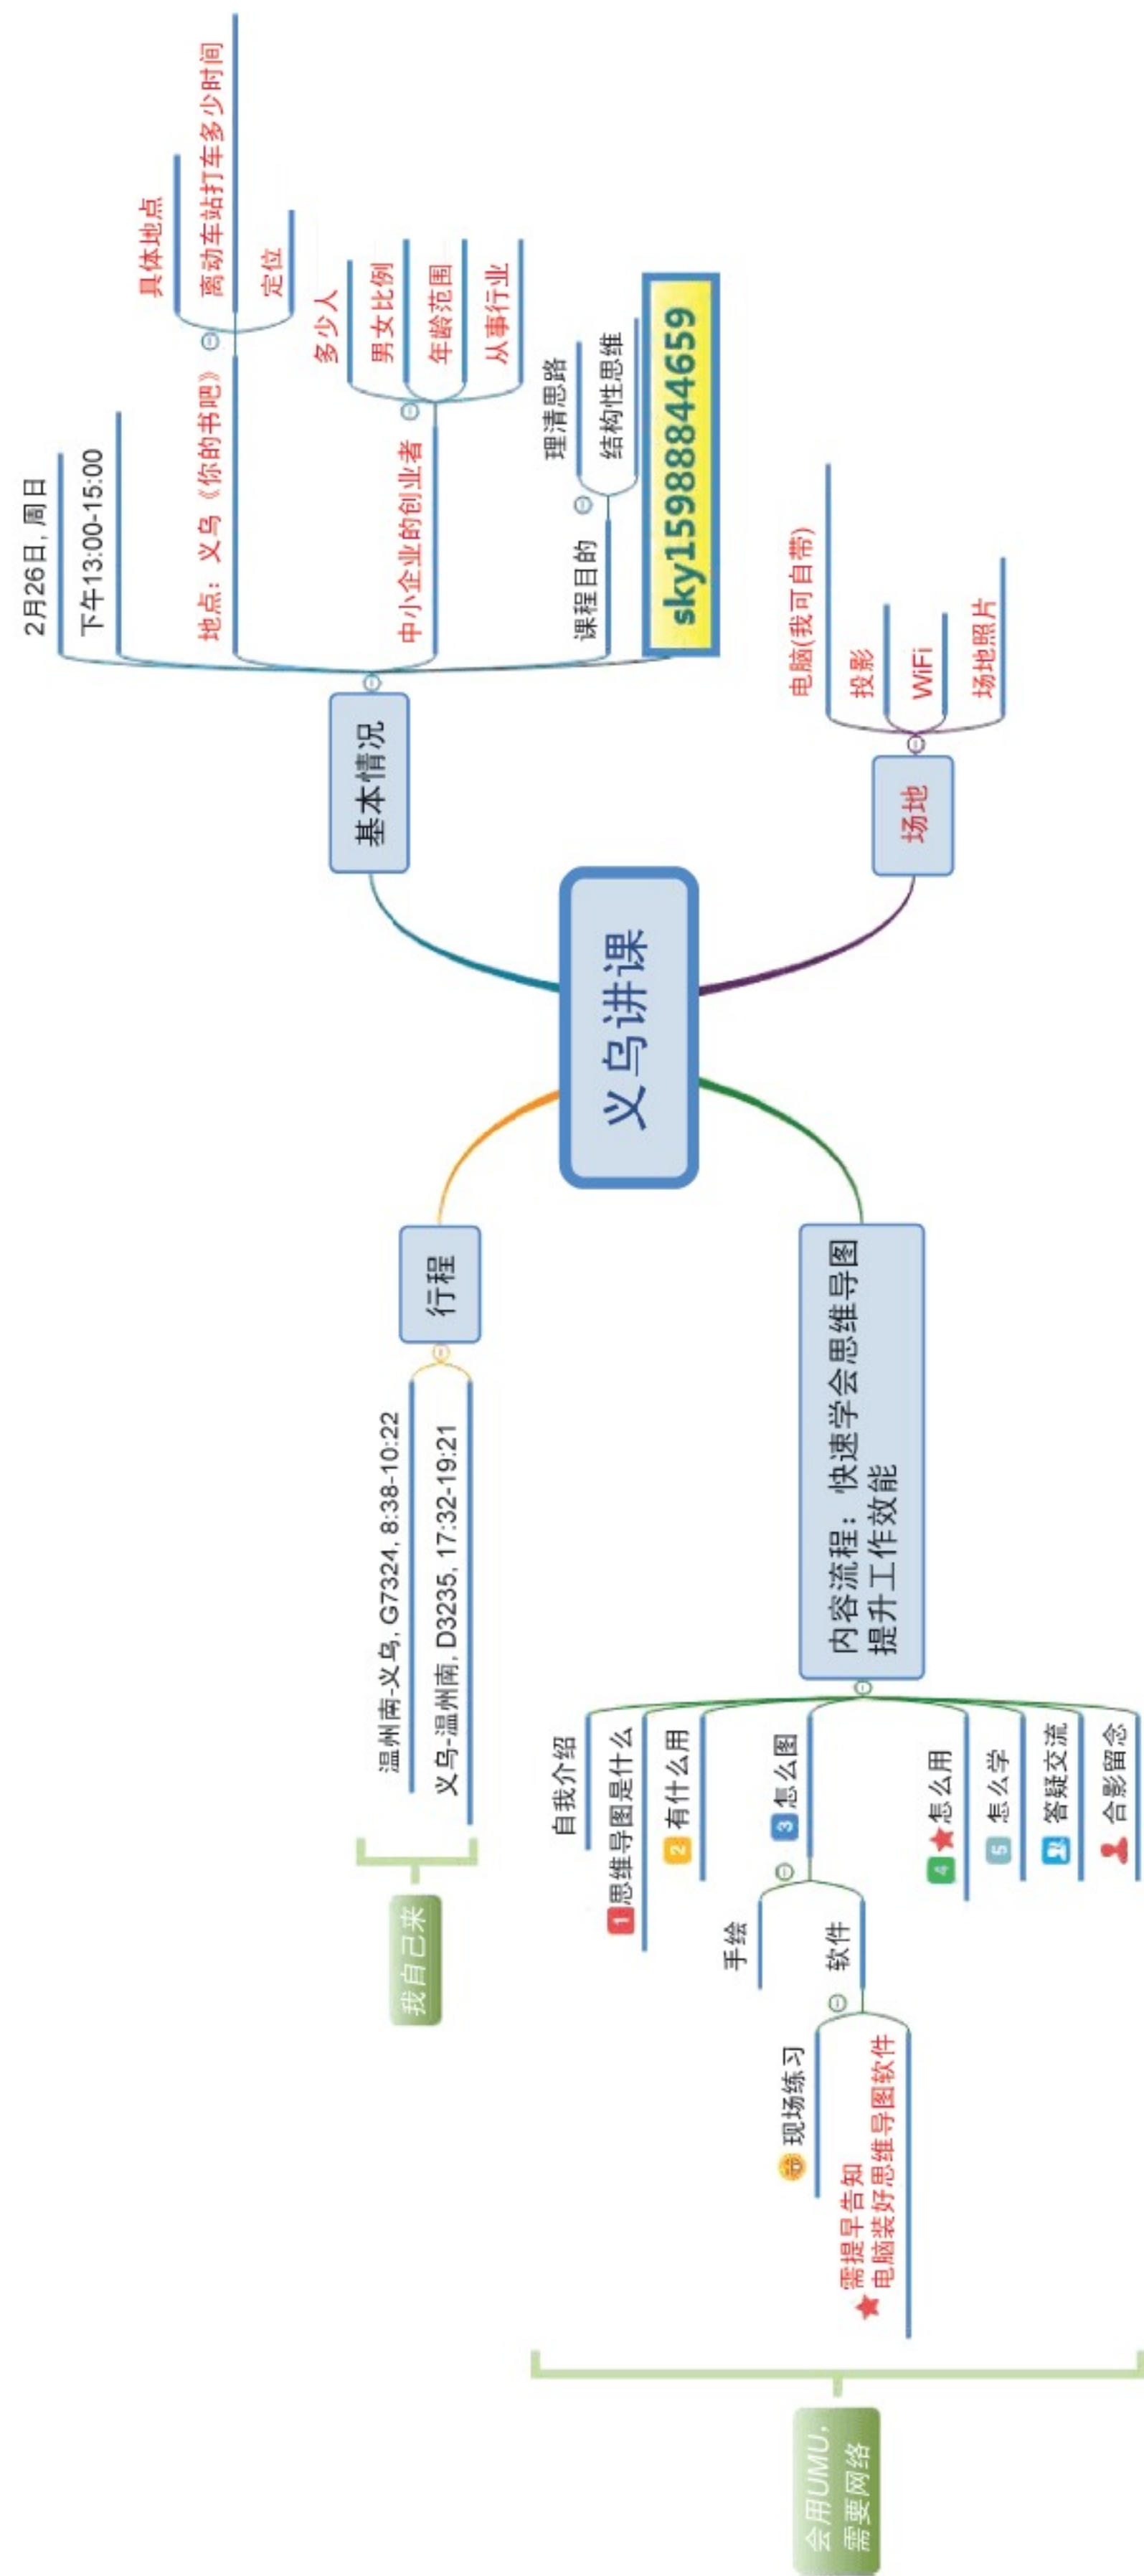 义乌讲课
基本情况
2月26日, 周日
下午13:00-15:00
地点：义乌《你的书吧》
具体地点
离动车站打车多少时间
定位
中小企业的创业者
多少人
男女比例
年龄范围
从事行业
课程目的
理清思路
结构性思维
sky15988844659
场地
电脑(我可自带)
投影
WiFi
场地照片
行程
温州南-义乌, G7324, 8:38-10:22
义乌-温州南, D3235, 17:32-19:21
我自己来
内容流程：快速学会思维导图
提升工作效能
自我介绍
1 思维导图是什么
2 有什么用
3 怎么图
手绘
软件
现场练习
需提早告知
电脑装好思维导图软件
4 怎么用
5 怎么学
答疑交流
合影留念
会用UMU，
需要网络